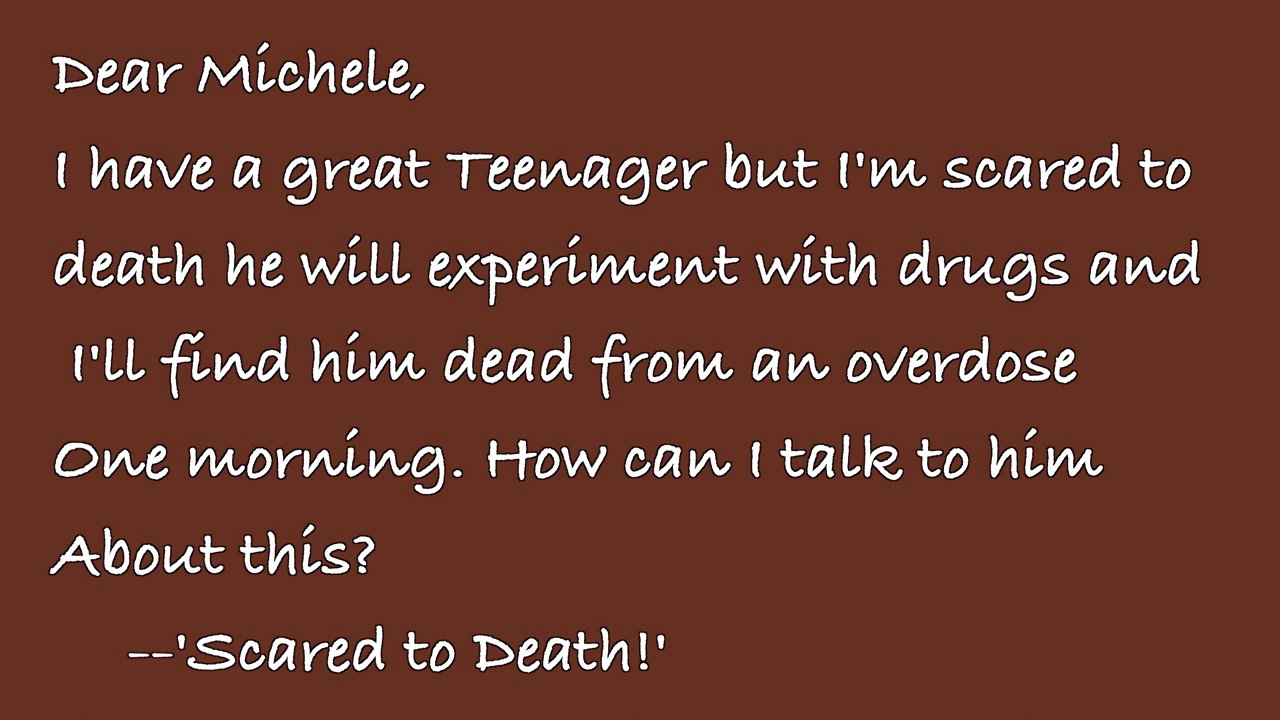 Dear Michele,
I have a great Teenager but I'm scared to
death he will experiment with drugs and
I'll find him dead from an overdose
One morning. How can I talk to him
About this?
--'Scared to Death!'